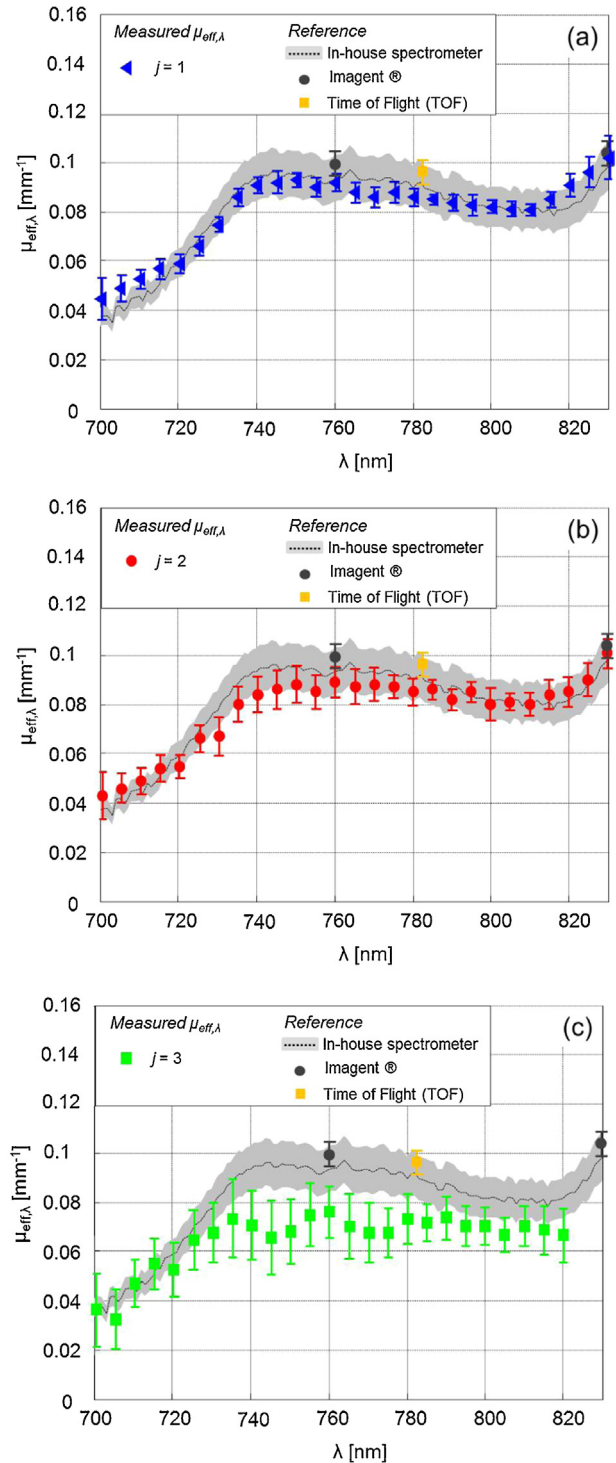 (a)
Measured μeff,λ
j = 1
Reference
In-house spectrometer
Imagent ®
Time of Flight (TOF)
μeff,λ [mm⁻¹]
0.16
0.14
0.12
0.1
0.08
0.06
0.04
0.02
0
700 720 740 760 780 800 820
λ [nm]
(b)
Measured μeff,λ
j = 2
Reference
In-house spectrometer
Imagent ®
Time of Flight (TOF)
μeff,λ [mm⁻¹]
0.16
0.14
0.12
0.1
0.08
0.06
0.04
0.02
0
700 720 740 760 780 800 820
λ [nm]
(c)
Measured μeff,λ
j = 3
Reference
In-house spectrometer
Imagent ®
Time of Flight (TOF)
μeff,λ [mm⁻¹]
0.16
0.14
0.12
0.1
0.08
0.06
0.04
0.02
0
700 720 740 760 780 800 820
λ [nm]